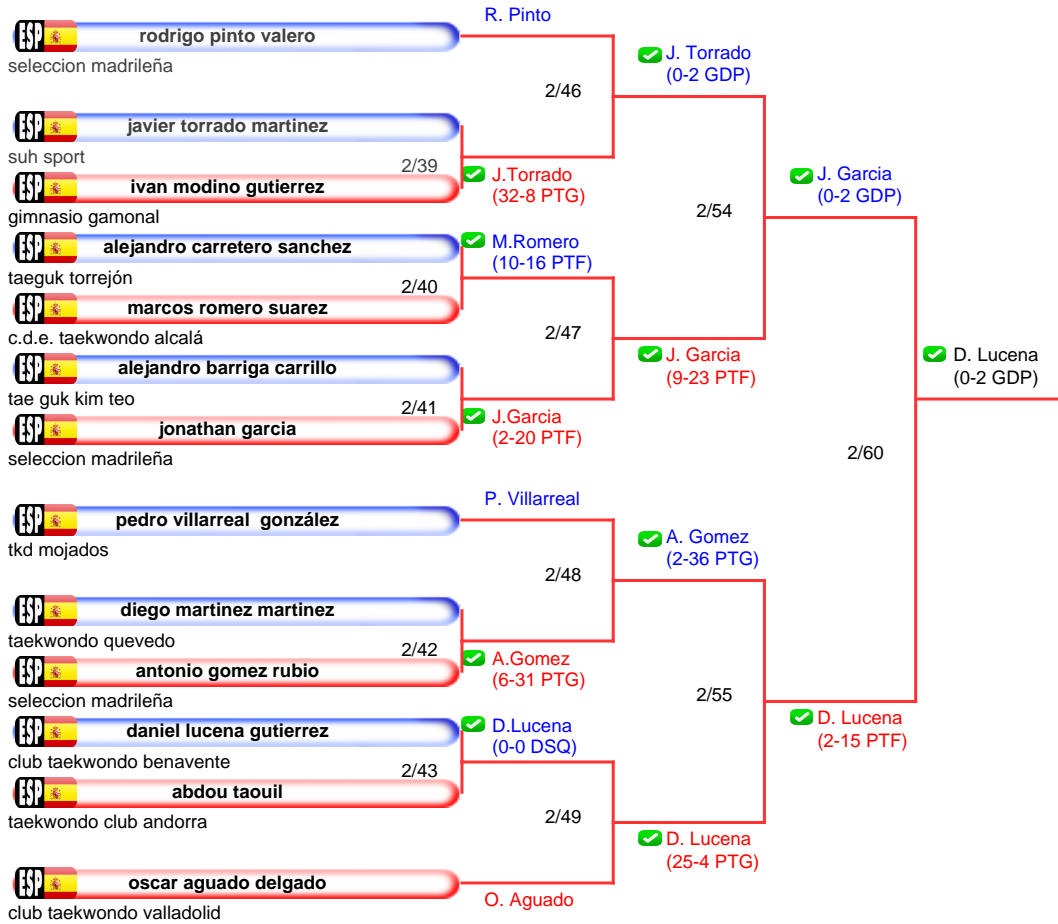 R. Pinto
ESP rodrigo pinto valero
seleccion madrileña
J. Torrado
(0-2 GDP)
2/46
ESP javier torrado martinez
suh sport
2/39
J.Torrado
(32-8 PTG)
ESP ivan modino gutierrez
gimnasio gamonal
J. Garcia
(0-2 GDP)
2/54
ESP alejandro carretero sanchez
taeguk torrejón
M.Romero
(10-16 PTF)
2/40
ESP marcos romero suarez
c.d.e. taekwondo alcalá
2/47
J. Garcia
(9-23 PTF)
ESP alejandro barriga carrillo
tae guk kim teo
2/41
J.Garcia
(2-20 PTF)
ESP jonathan garcia
seleccion madrileña
D. Lucena
(0-2 GDP)
2/60
P. Villarreal
ESP pedro villarreal  gonzález
tkd mojados
A. Gomez
(2-36 PTG)
2/48
ESP diego martinez martinez
taekwondo quevedo
2/42
A.Gomez
(6-31 PTG)
ESP antonio gomez rubio
seleccion madrileña
2/55
D. Lucena
(2-15 PTF)
ESP daniel lucena gutierrez
club taekwondo benavente
D.Lucena
(0-0 DSQ)
2/43
ESP abdou taouil
taekwondo club andorra
2/49
D. Lucena
(25-4 PTG)
ESP oscar aguado delgado
club taekwondo valladolid
O. Aguado